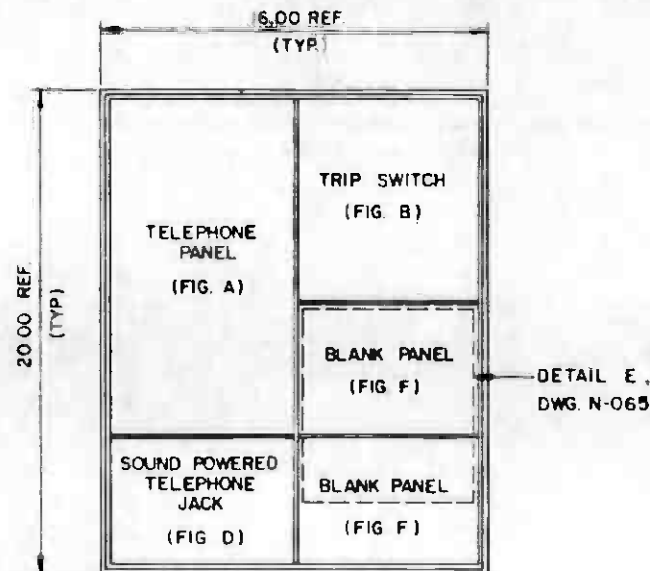 16.00 REF.
(TYP.)
20.00 REF.
(TYP.)
TELEPHONE
PANEL
(FIG. A)
TRIP SWITCH
(FIG. B)
BLANK PANEL
(FIG. F)
DETAIL E,
DWG. N-065
SOUND POWERED
TELEPHONE
JACK
(FIG. D)
BLANK PANEL
(FIG. F)